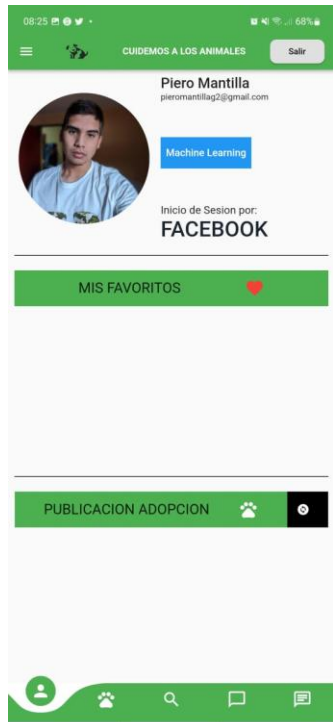 08:25
68%
CUIDEMOS A LOS ANIMALES
Salir
Piero Mantilla
pieromantillag2@gmail.com
Machine Learning
Inicio de Sesion por:
FACEBOOK
MIS FAVORITOS
PUBLICACION ADOPCION